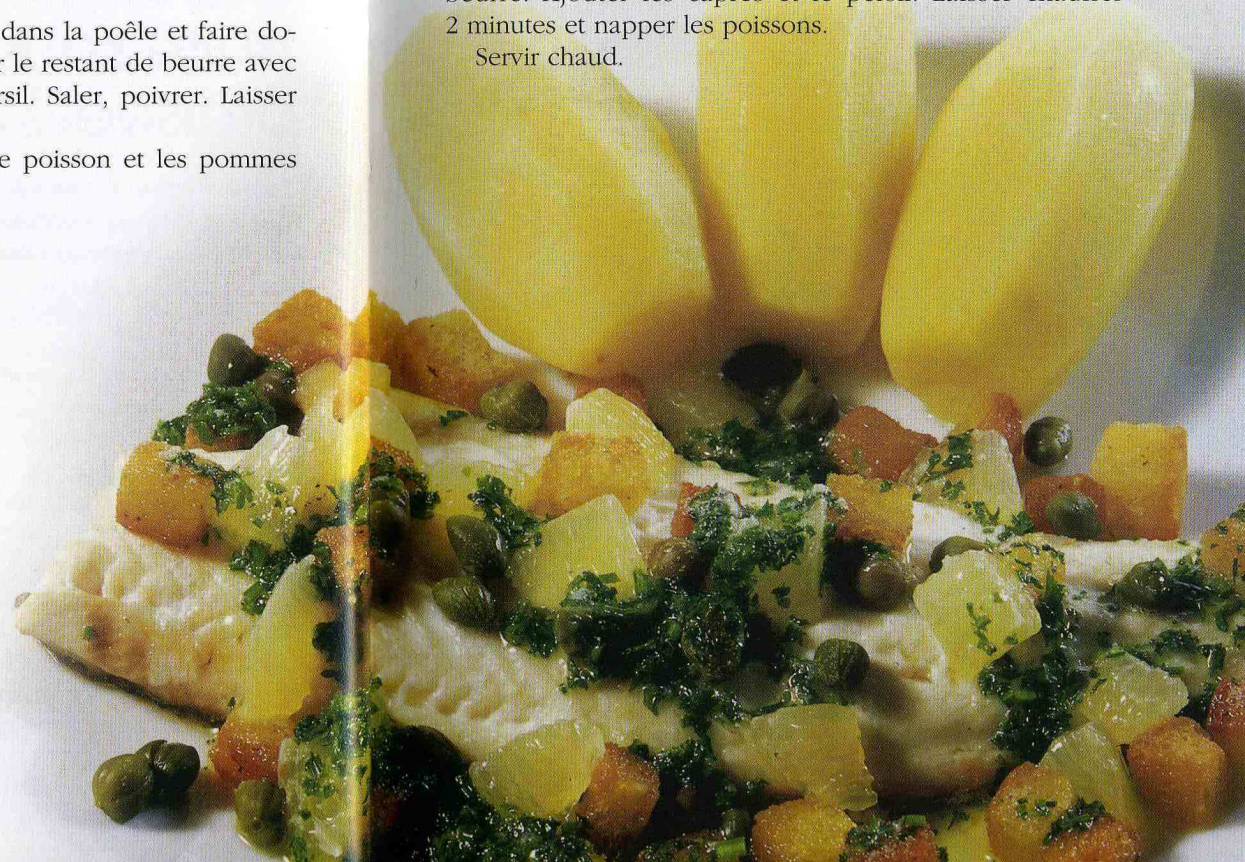 dans la poêle et faire do-
r le restant de beurre avec
rsil. Saler, poivrer. Laisser
e poisson et les pommes
2 minutes et napper les poissons.
Servir chaud.